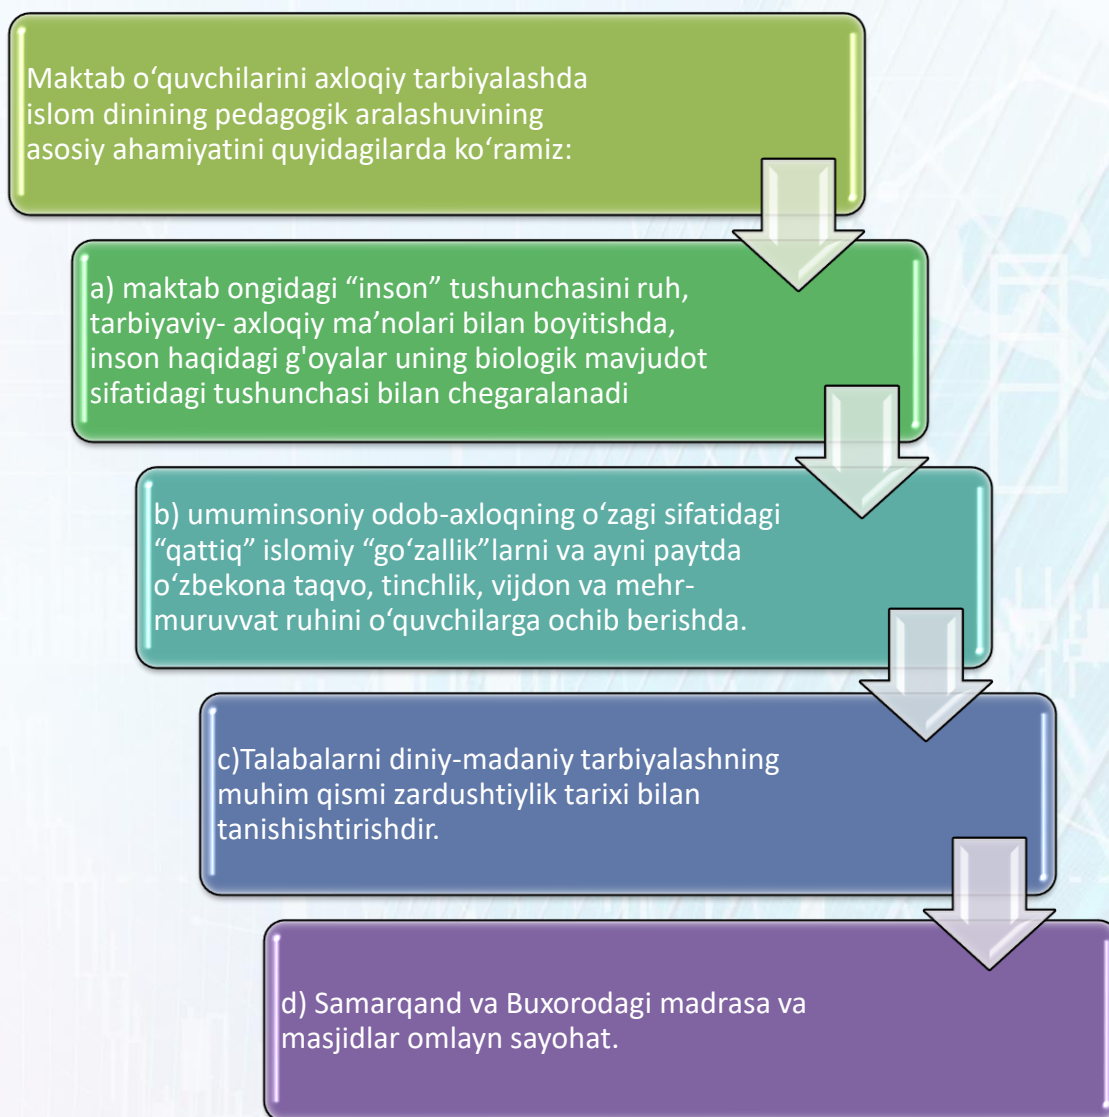 Maktab o‘quvchilarini axloqiy tarbiyalashda
islom dinining pedagogik aralashuvining
asosiy ahamiyatini quyidagilarda ko‘ramiz:
a) maktab ongidagi “inson” tushunchasini ruh,
tarbiyaviy- axloqiy ma’nolari bilan boyitishda,
inson haqidagi g'oyalar uning biologik mavjudot
sifatidagi tushunchasi bilan chegaralanadi
b) umuminsoniy odob-axloqning o‘zagi sifatidagi
“qattiq” islomiy “go‘zallik”larni va ayni paytda
o‘zbekona taqvo, tinchlik, vijdon va mehr-
muruvvat ruhini o‘quvchilarga ochib berishda.
c)Talabalarni diniy-madaniy tarbiyalashning
muhim qismi zardushtiylik tarixi bilan
tanishishtirishdir.
d) Samarqand va Buxorodagi madrasa va
masjidlar omlayn sayohat.